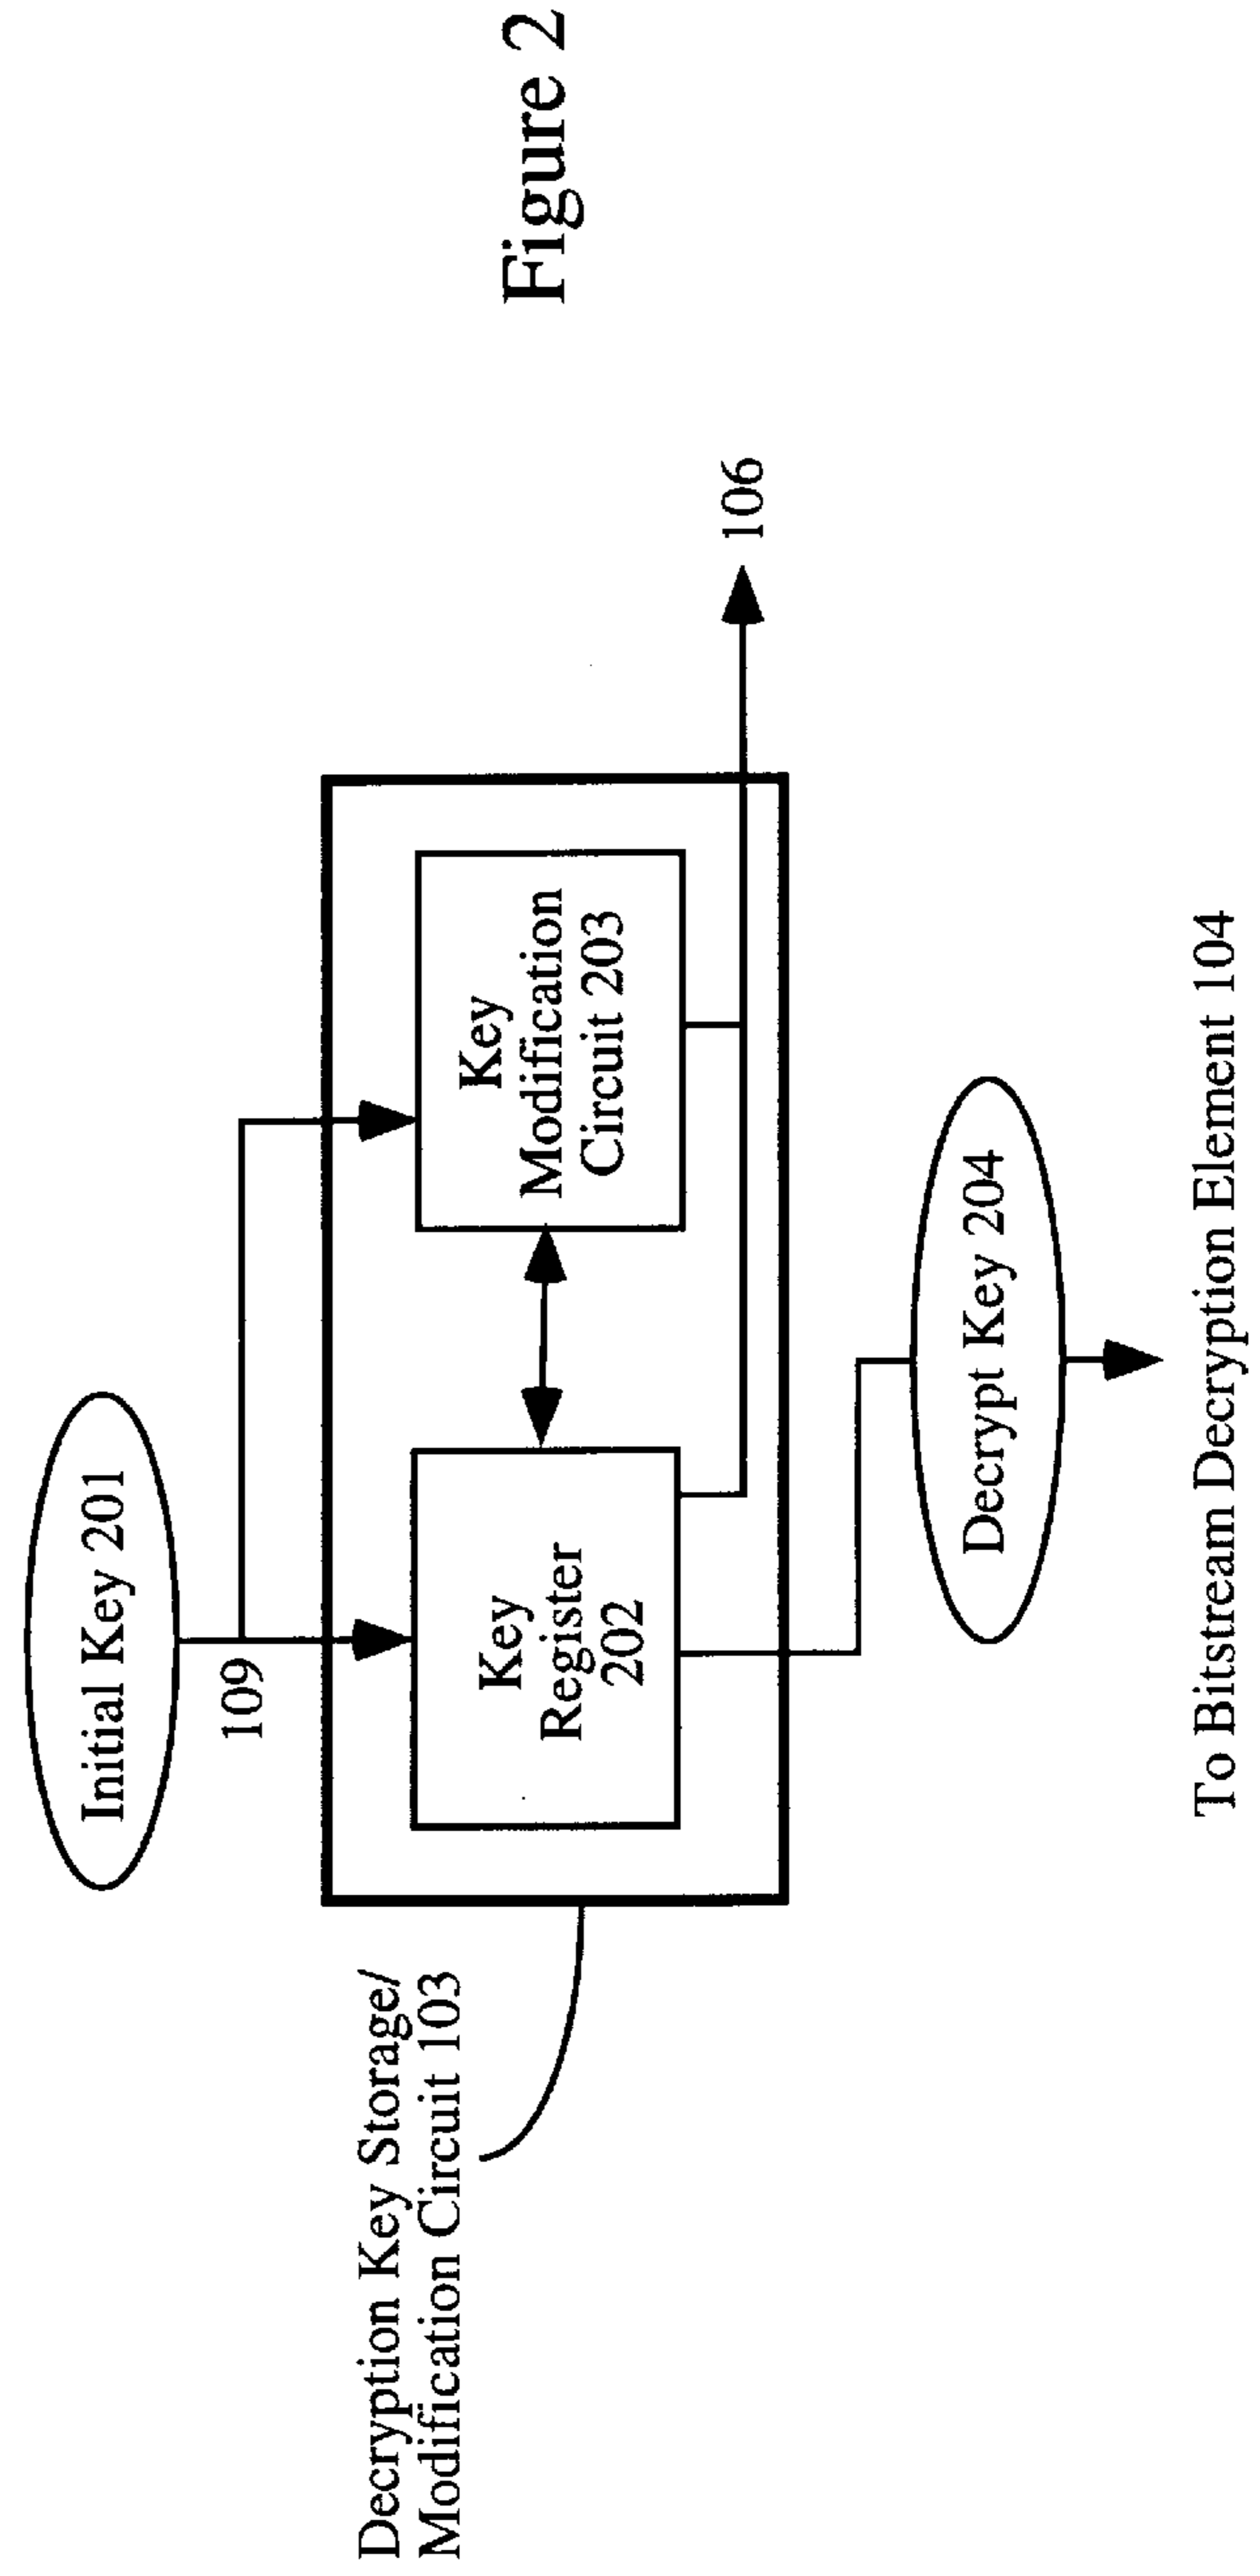 Figure 2
Initial Key 201
109
Decryption Key Storage/
Modification Circuit 103
Key
Register
202
Key
Modification
Circuit 203
106
Decrypt Key 204
To Bitstream Decryption Element 104